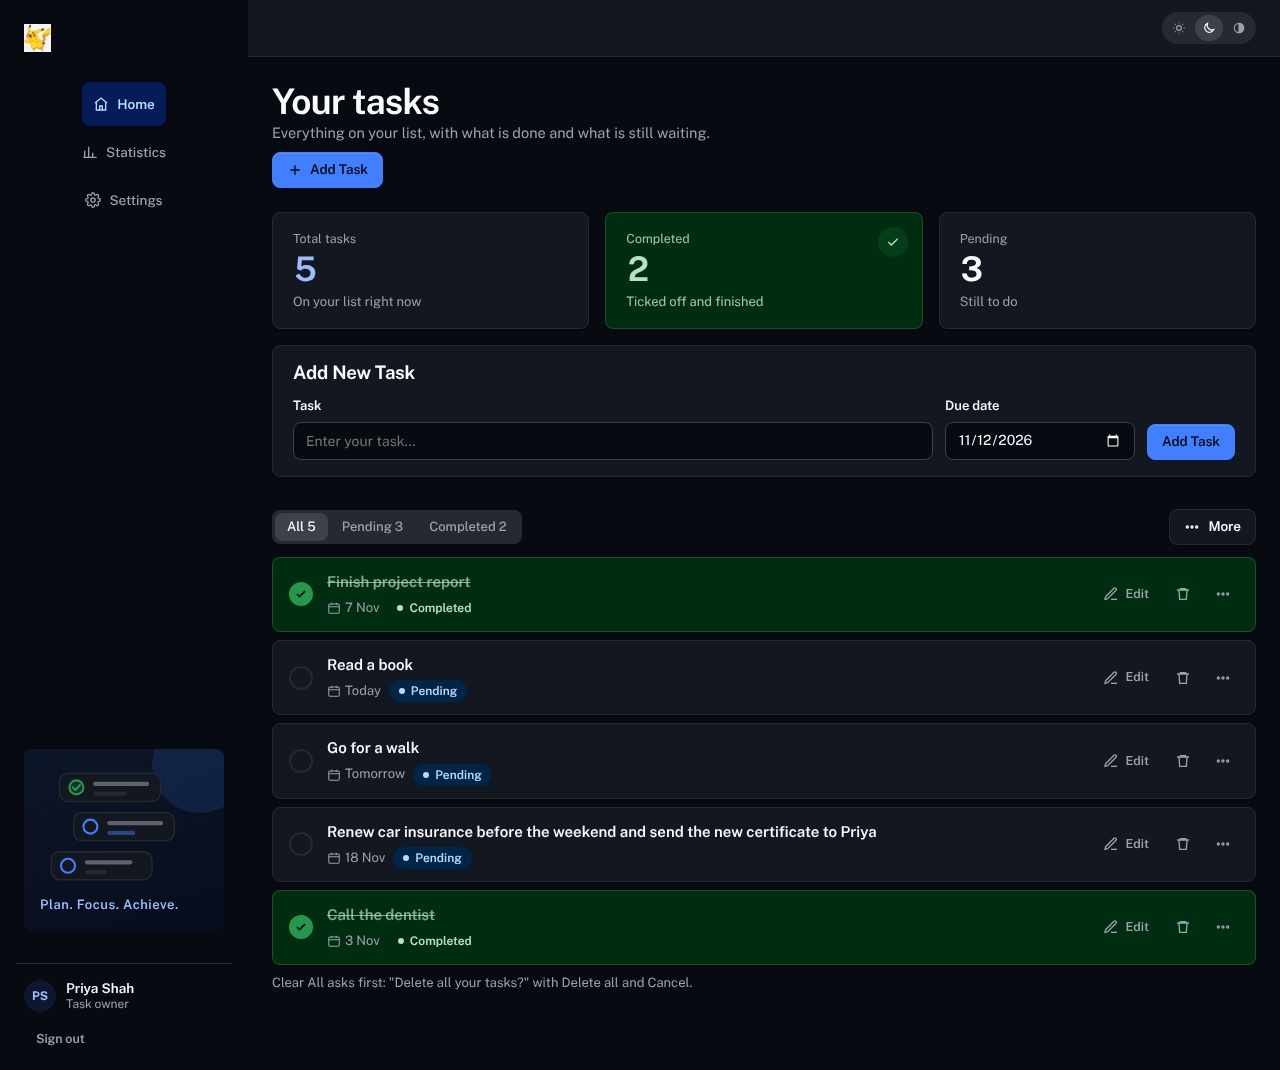 Home
Statistics
Settings
Plan. Focus. Achieve.
PS
Priya Shah
Task owner
Sign out
Your tasks
Everything on your list, with what is done and what is still waiting.
Add Task
Total tasks
5
On your list right now
Completed
2
Ticked off and finished
Pending
3
Still to do
Add New Task
Task
Enter your task...
Due date
11/12/2026
Add Task
All 5
Pending 3
Completed 2
More
Finish project report
7 Nov
Completed
Edit
Read a book
Today
Pending
Edit
Go for a walk
Tomorrow
Pending
Edit
Renew car insurance before the weekend and send the new certificate to Priya
18 Nov
Pending
Edit
Call the dentist
3 Nov
Completed
Edit
Clear All asks first: "Delete all your tasks?" with Delete all and Cancel.